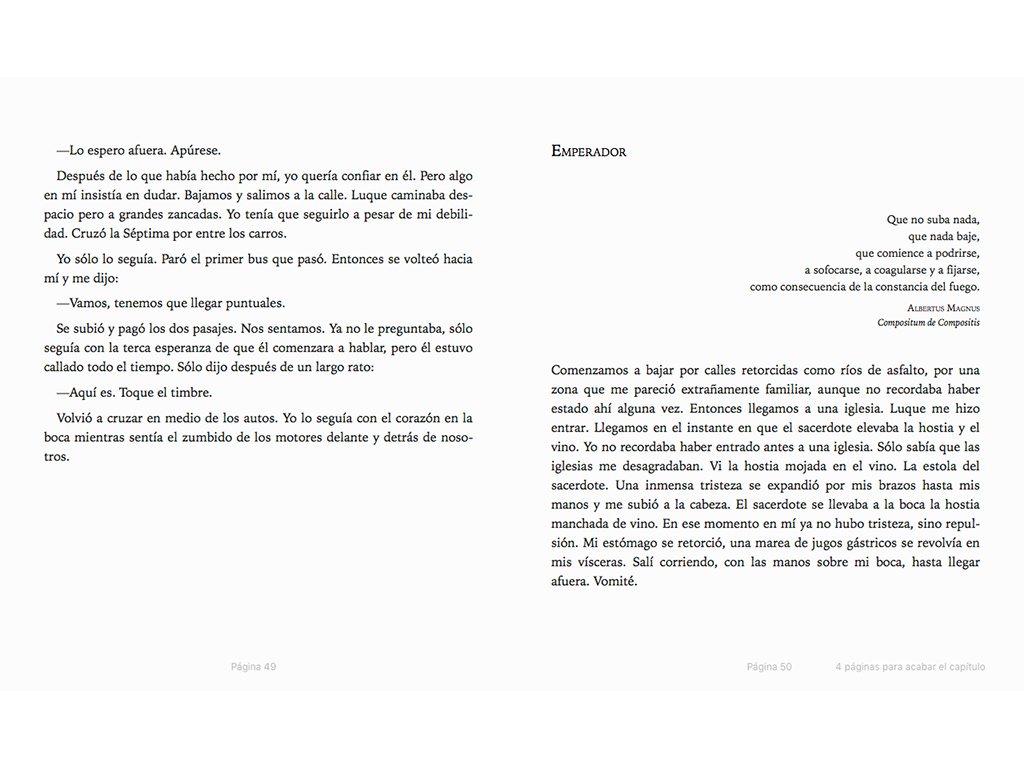 —Lo espero afuera. Apúrese.
Después de lo que había hecho por mí, yo quería confiar en él. Pero algo
en mí insistía en dudar. Bajamos y salimos a la calle. Luque caminaba des-
pacio pero a grandes zancadas. Yo tenía que seguirlo a pesar de mi debili-
dad. Cruzó la Séptima por entre los carros.
Yo sólo lo seguía. Paró el primer bus que pasó. Entonces se volteó hacia
mí y me dijo:
—Vamos, tenemos que llegar puntuales.
Se subió y pagó los dos pasajes. Nos sentamos. Ya no le preguntaba, sólo
seguía con la terca esperanza de que él comenzara a hablar, pero él estuvo
callado todo el tiempo. Sólo dijo después de un largo rato:
—Aquí es. Toque el timbre.
Volvió a cruzar en medio de los autos. Yo lo seguía con el corazón en la
boca mientras sentía el zumbido de los motores delante y detrás de noso-
tros.
Página 49
Emperador
Que no suba nada,
que nada baje,
que comience a podrirse,
a sofocarse, a coagularse y a fijarse,
como consecuencia de la constancia del fuego.
Albertus Magnus
Compositum de Compositis
Comenzamos a bajar por calles retorcidas como ríos de asfalto, por una
zona que me pareció extrañamente familiar, aunque no recordaba haber
estado ahí alguna vez. Entonces llegamos a una iglesia. Luque me hizo
entrar. Llegamos en el instante en que el sacerdote elevaba la hostia y el
vino. Yo no recordaba haber entrado antes a una iglesia. Sólo sabía que las
iglesias me desagradaban. Vi la hostia mojada en el vino. La estola del
sacerdote. Una inmensa tristeza se expandió por mis brazos hasta mis
manos y me subió a la cabeza. El sacerdote se llevaba a la boca la hostia
manchada de vino. En ese momento en mí ya no hubo tristeza, sino repul-
sión. Mi estómago se retorció, una marea de jugos gástricos se revolvía en
mis vísceras. Salí corriendo, con las manos sobre mi boca, hasta llegar
afuera. Vomité.
Página 50
4 páginas para acabar el capítulo